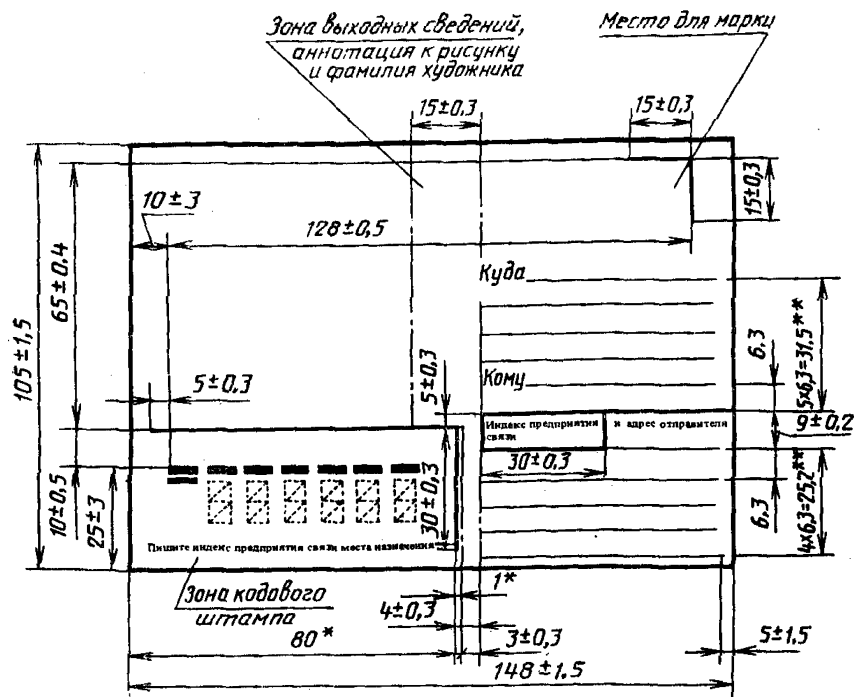 Зона выходных сведений,
аннотация к рисунку
и фамилия художника
Место для марки
15±0,3
15±0,3
15±0,3
10±3
128±0,5
65±0,4
105±1,5
Куда
5±0,3
5±0,3
Кому
6,3
5х6,3=31,5**
Индекс предприятия
связи
и адрес отправителя
9±0,2
30±0,3
30±0,3
10±0,5
25±3
6,3
4х6,3=25,2**
Пишите индекс предприятия связи места назначения
Зона кодового
штампа
1*
4±0,3
80*
3±0,3
5±1,5
148±1.5